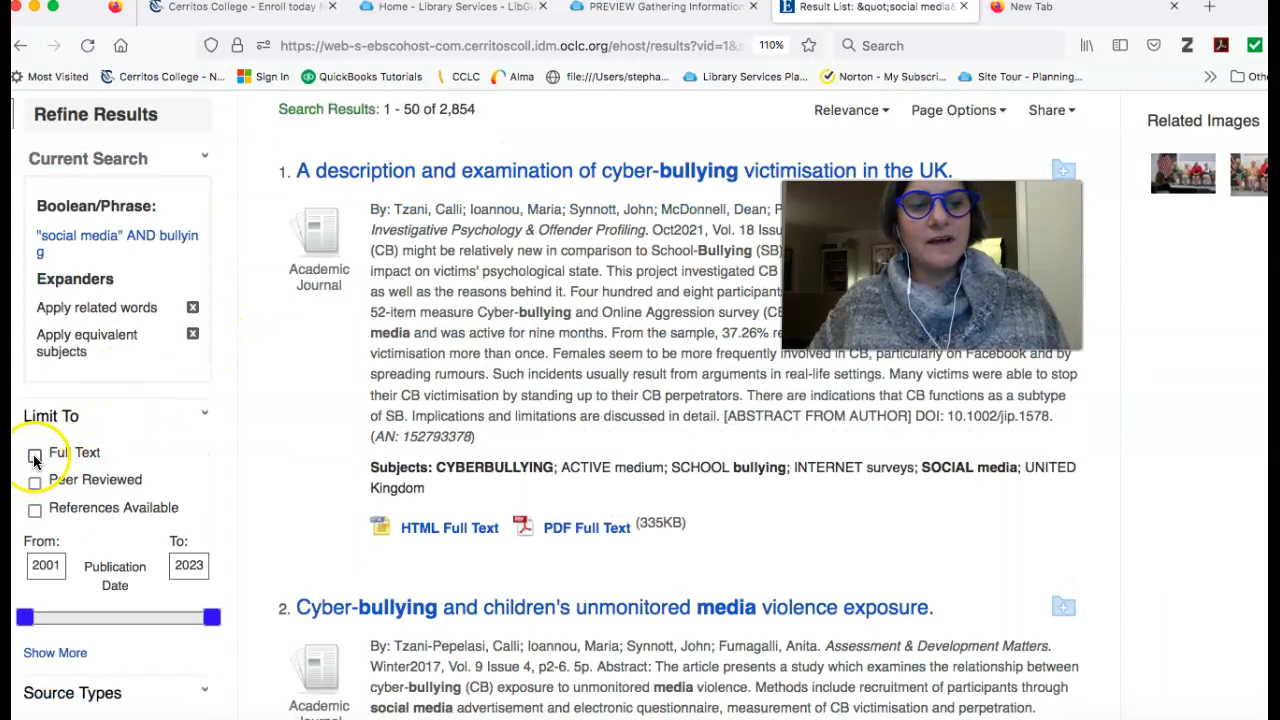 Cerritos College - Enroll today
Home - Library Services - LibG
PREVIEW Gathering Information
Result List: &quot;social media&
New Tab
https://web-s-ebscohost-com.cerritoscoll.idm.oclc.org/ehost/results?vid=1&s
110%
Search
Most Visited
Cerritos College - N...
Sign In
QuickBooks Tutorials
CCLC
Alma
file:///Users/stepha...
Library Services Pla...
Norton - My Subscri...
Site Tour - Planning...
Refine Results
Current Search
Boolean/Phrase:
"social media" AND bullyin
g
Expanders
Apply related words
Apply equivalent
subjects
Limit To
Full Text
Peer Reviewed
References Available
From:
To:
2001
Publication
Date
2023
Show More
Source Types
Search Results: 1 - 50 of 2,854
Relevance
Page Options
Share
1. A description and examination of cyber-bullying victimisation in the UK.
Academic
Journal
By: Tzani, Calli; Ioannou, Maria; Synnott, John; McDonnell, Dean;
Investigative Psychology & Offender Profiling. Oct2021, Vol. 18
(CB) might be relatively new in comparison to School-Bullying (SB)
impact on victims' psychological state. This project investigated CB
as well as the reasons behind it. Four hundred and eight participant
52-item measure Cyber-bullying and Online Aggression survey
media and was active for nine months. From the sample, 37.26%
victimisation more than once. Females seem to be more frequently involved in CB, particularly on Facebook and by
spreading rumours. Such incidents usually result from arguments in real-life settings. Many victims were able to stop
their CB victimisation by standing up to their CB perpetrators. There are indications that CB functions as a subtype
of SB. Implications and limitations are discussed in detail. [ABSTRACT FROM AUTHOR] DOI: 10.1002/jip.1578.
(AN: 152793378)
Subjects: CYBERBULLYING; ACTIVE medium; SCHOOL bullying; INTERNET surveys; SOCIAL media; UNITED
Kingdom
HTML Full Text
PDF Full Text (335KB)
2. Cyber-bullying and children's unmonitored media violence exposure.
Academic
By: Tzani-Pepelasi, Calli; Ioannou, Maria; Synnott, John; Fumagalli, Anita. Assessment & Development Matters.
Winter2017, Vol. 9 Issue 4, p2-6. 5p. Abstract: The article presents a study which examines the relationship between
cyber-bullying (CB) exposure to unmonitored media violence. Methods include recruitment of participants through
social media advertisement and electronic questionnaire, measurement of CB victimisation and perpetration.
Related Images